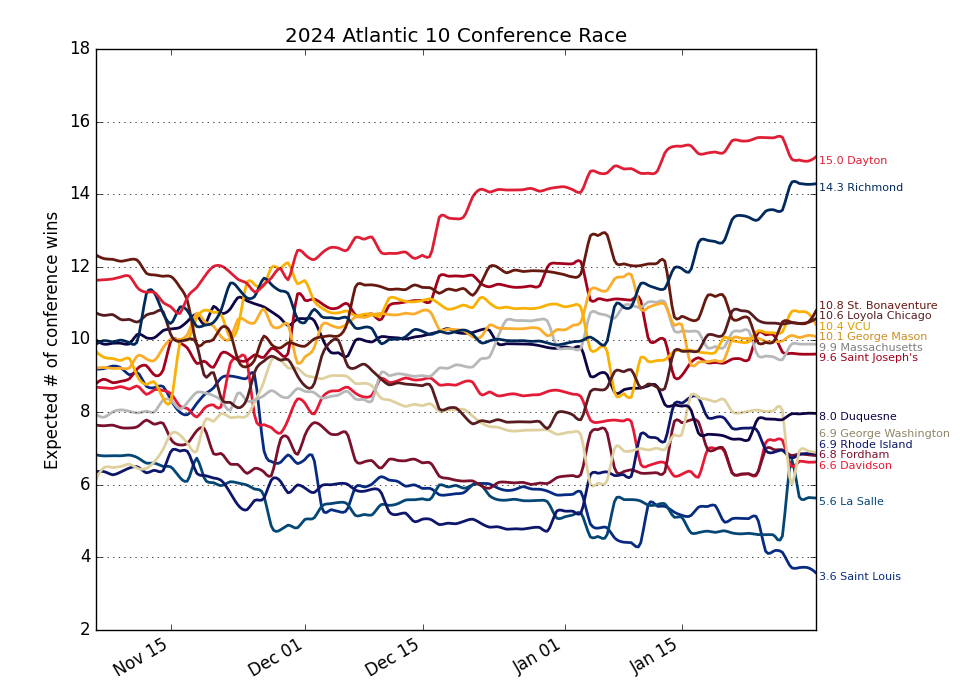 2024 Atlantic 10 Conference Race
Expected # of conference wins
18
16
14
12
10
8
6
4
2
Nov 15
Dec 01
Dec 15
Jan 01
Jan 15
15.0 Dayton
14.3 Richmond
10.8 St. Bonaventure
10.6 Loyola Chicago
10.4 VCU
10.1 George Mason
9.9 Massachusetts
9.6 Saint Joseph's
8.0 Duquesne
6.9 George Washington
6.9 Rhode Island
6.8 Fordham
6.6 Davidson
5.6 La Salle
3.6 Saint Louis